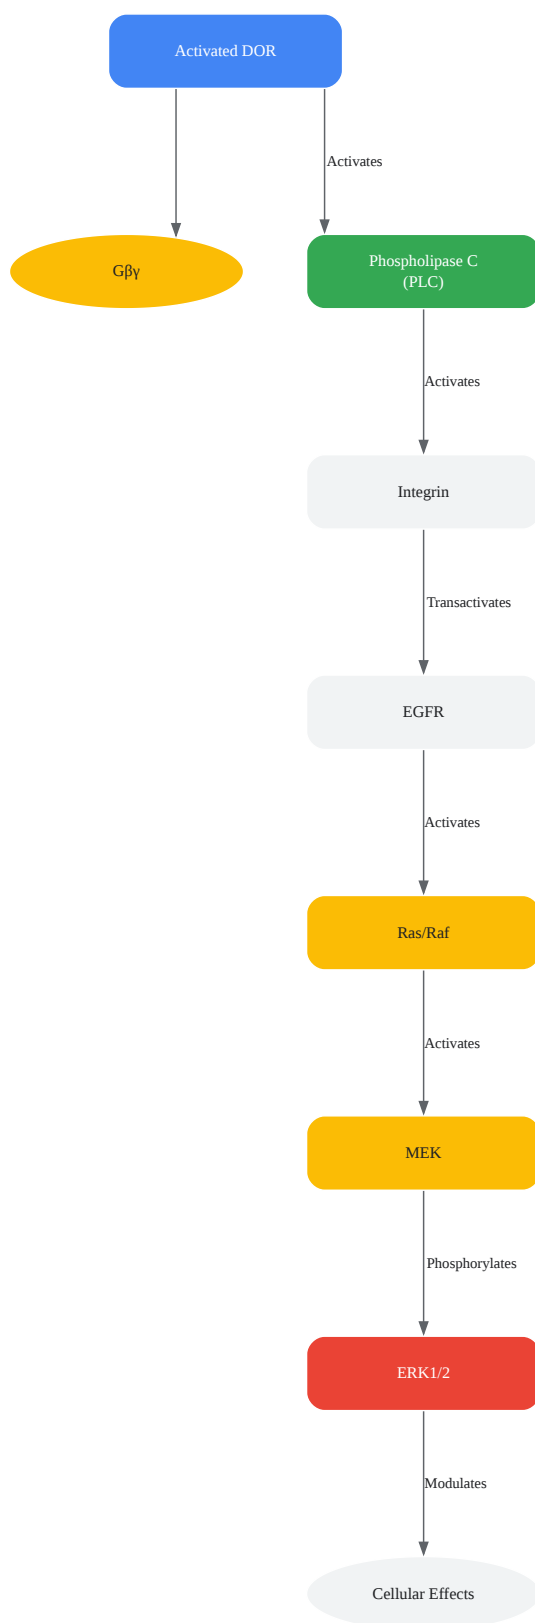 Activated DOR
Activates
Gβγ
Phospholipase C
(PLC)
Activates
Integrin
Transactivates
EGFR
Activates
Ras/Raf
Activates
MEK
Phosphorylates
ERK1/2
Modulates
Cellular Effects